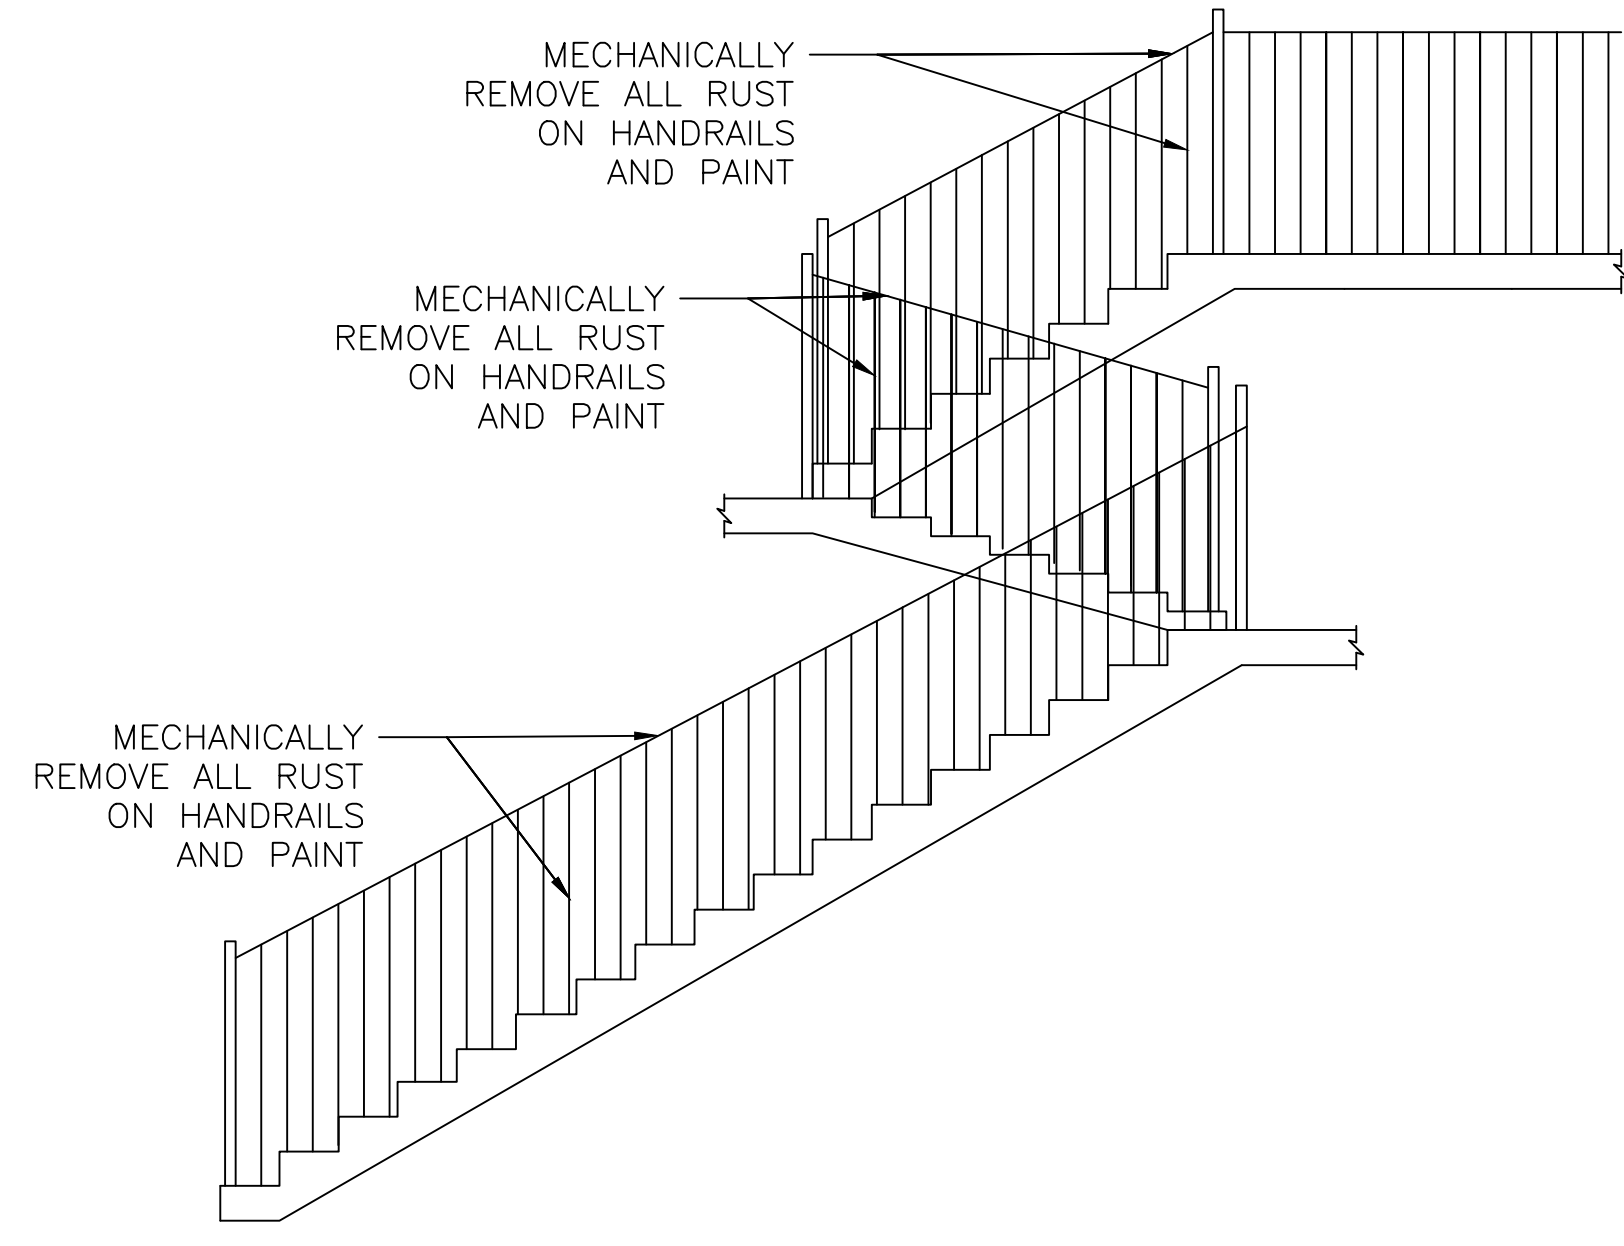 MECHANICALLY
REMOVE ALL RUST
ON HANDRAILS
AND PAINT
MECHANICALLY
REMOVE ALL RUST
ON HANDRAILS
AND PAINT
MECHANICALLY
REMOVE ALL RUST
ON HANDRAILS
AND PAINT